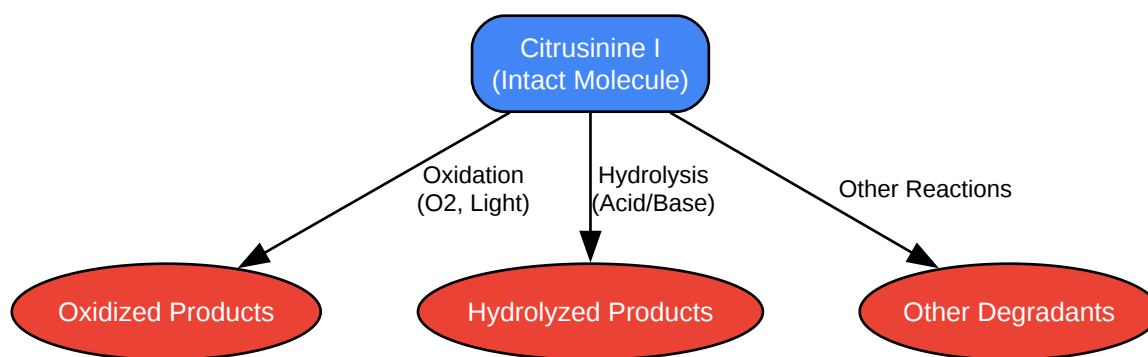 Citrusinine I
(Intact Molecule)
Oxidation
(O2, Light)
Hydrolysis
(Acid/Base)
Other Reactions
Oxidized Products
Hydrolyzed Products
Other Degradants